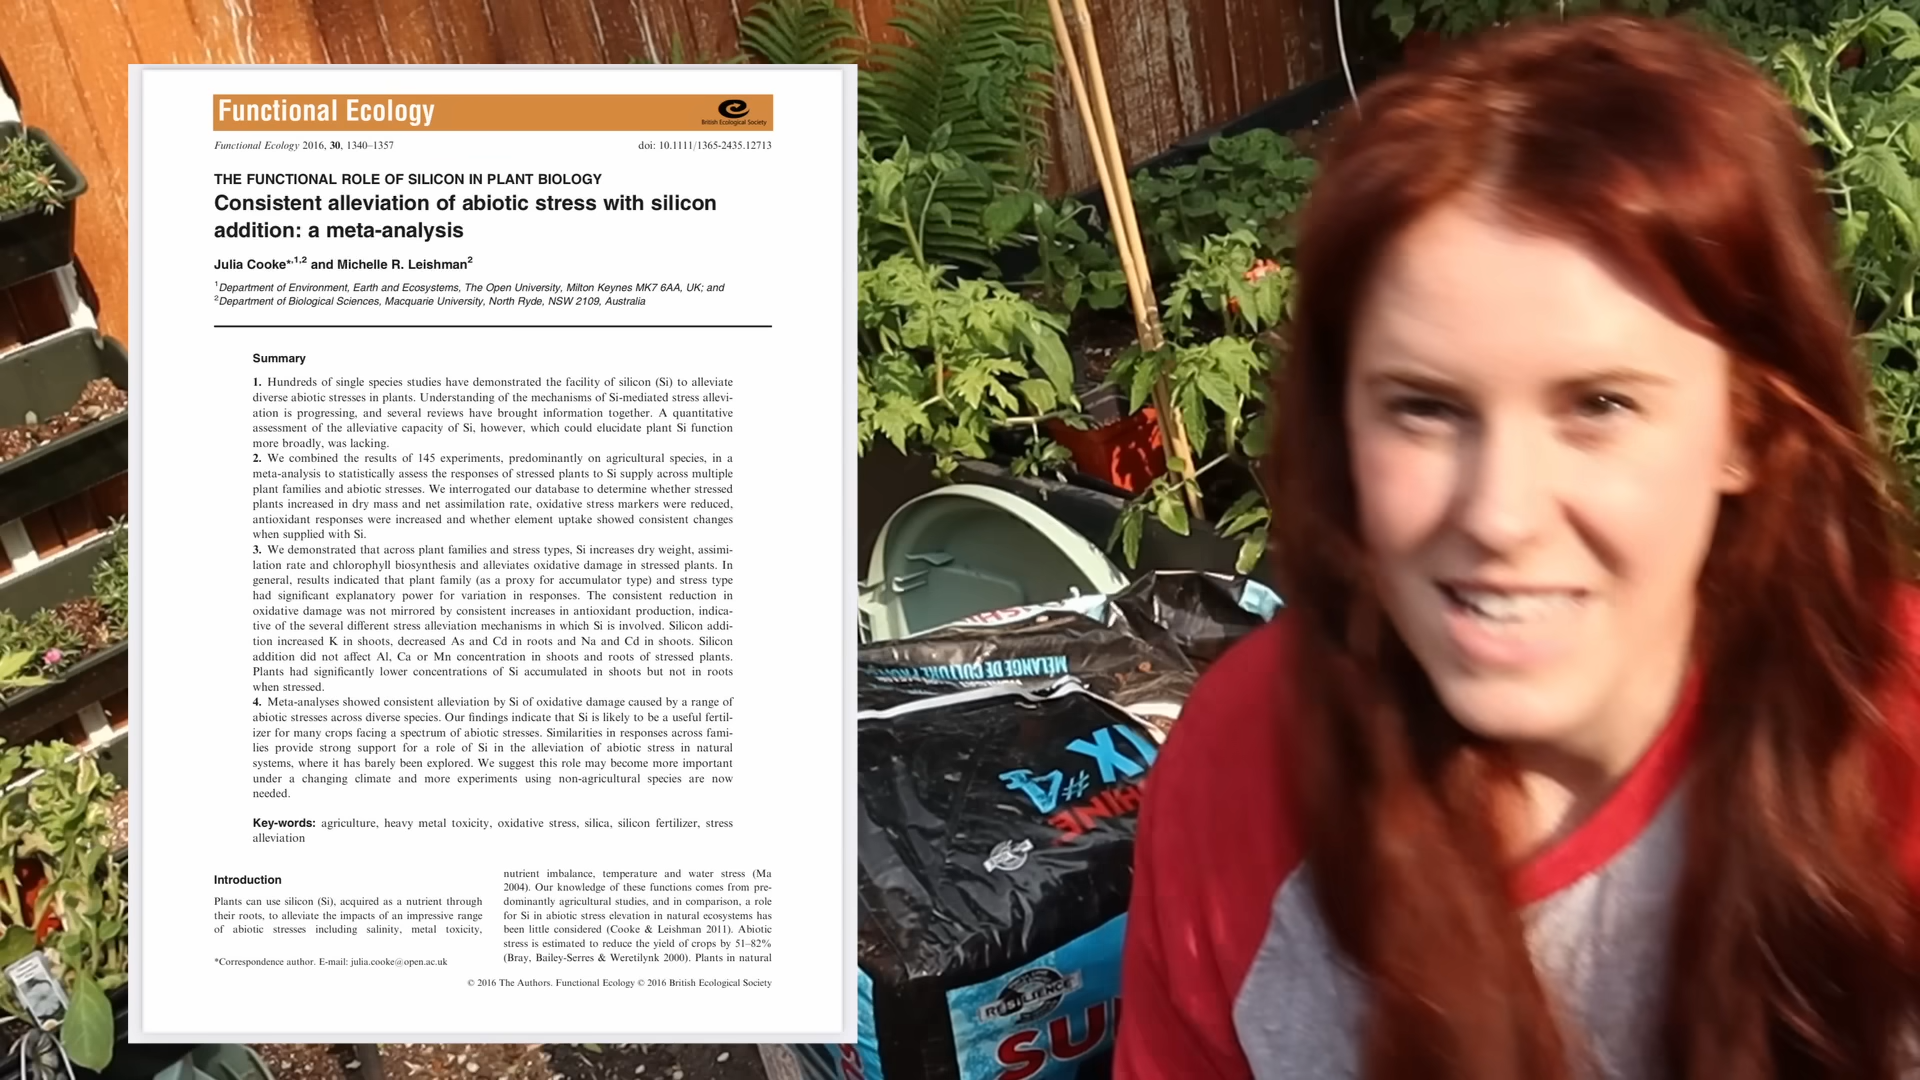 Functional Ecology
British Ecological Society
Functional Ecology 2016, 30, 1340–1357
doi: 10.1111/1365-2435.12713
THE FUNCTIONAL ROLE OF SILICON IN PLANT BIOLOGY
Consistent alleviation of abiotic stress with silicon
addition: a meta-analysis
Julia Cooke*,1,2 and Michelle R. Leishman2
1Department of Environment, Earth and Ecosystems, The Open University, Milton Keynes MK7 6AA, UK; and
2Department of Biological Sciences, Macquarie University, North Ryde, NSW 2109, Australia
Summary
1. Hundreds of single species studies have demonstrated the facility of silicon (Si) to alleviate
diverse abiotic stresses in plants. Understanding of the mechanisms of Si-mediated stress allevi-
ation is progressing, and several reviews have brought information together. A quantitative
assessment of the alleviative capacity of Si, however, which could elucidate plant Si function
more broadly, was lacking.
2. We combined the results of 145 experiments, predominantly on agricultural species, in a
meta-analysis to statistically assess the responses of stressed plants to Si supply across multiple
plant families and abiotic stresses. We interrogated our database to determine whether stressed
plants increased in dry mass and net assimilation rate, oxidative stress markers were reduced,
antioxidant responses were increased and whether element uptake showed consistent changes
when supplied with Si.
3. We demonstrated that across plant families and stress types, Si increases dry weight, assimi-
lation rate and chlorophyll biosynthesis and alleviates oxidative damage in stressed plants. In
general, results indicated that plant family (as a proxy for accumulator type) and stress type
had significant explanatory power for variation in responses. The consistent reduction in
oxidative damage was not mirrored by consistent increases in antioxidant production, indica-
tive of the several different stress alleviation mechanisms in which Si is involved. Silicon addi-
tion increased K in shoots, decreased As and Cd in roots and Na and Cd in shoots. Silicon
addition did not affect Al, Ca or Mn concentration in shoots and roots of stressed plants.
Plants had significantly lower concentrations of Si accumulated in shoots but not in roots
when stressed.
4. Meta-analyses showed consistent alleviation by Si of oxidative damage caused by a range of
abiotic stresses across diverse species. Our findings indicate that Si is likely to be a useful fertil-
izer for many crops facing a spectrum of abiotic stresses. Similarities in responses across fami-
lies provide strong support for a role of Si in the alleviation of abiotic stress in natural
systems, where it has barely been explored. We suggest this role may become more important
under a changing climate and more experiments using non-agricultural species are now
needed.
Key-words: agriculture, heavy metal toxicity, oxidative stress, silica, silicon fertilizer, stress
alleviation
Introduction
Plants can use silicon (Si), acquired as a nutrient through
their roots, to alleviate the impacts of an impressive range
of abiotic stresses including salinity, metal toxicity,
*Correspondence author. E-mail: julia.cooke@open.ac.uk
nutrient imbalance, temperature and water stress (Ma
2004). Our knowledge of these functions comes from pre-
dominantly agricultural studies, and in comparison, a role
for Si in abiotic stress elevation in natural ecosystems has
been little considered (Cooke & Leishman 2011). Abiotic
stress is estimated to reduce the yield of crops by 51–82%
(Bray, Bailey-Serres & Weretilynk 2000). Plants in natural
© 2016 The Authors. Functional Ecology © 2016 British Ecological Society
MÉLANGE DE CULTURE
IX #4
HINE
RESILIENCE
SU